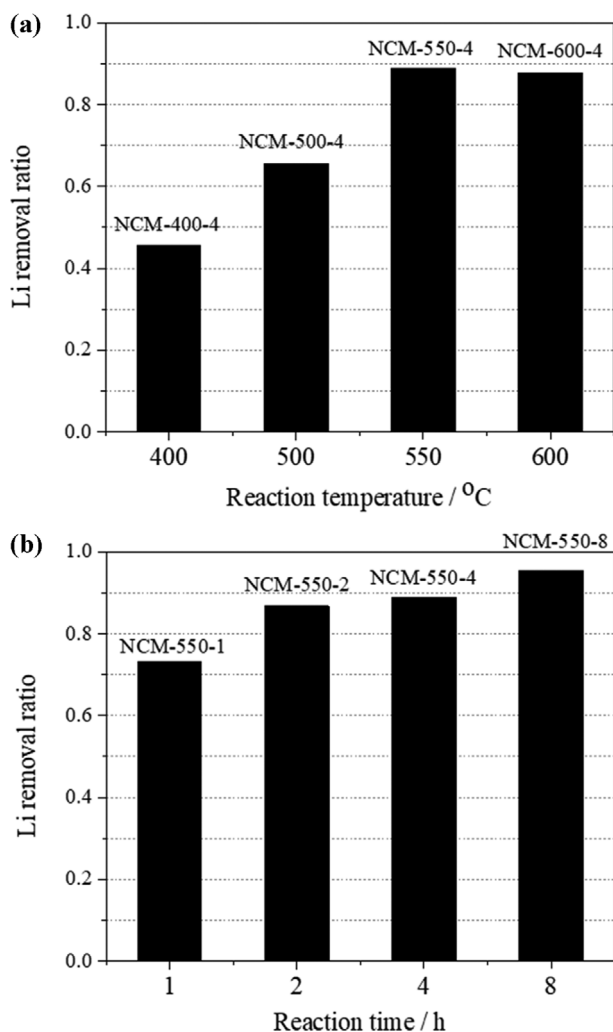 (a)
1.0
0.8
0.6
0.4
0.2
0.0
Li removal ratio
NCM-400-4
NCM-500-4
NCM-550-4
NCM-600-4
400 500 550 600
Reaction temperature / °C
(b)
1.0
0.8
0.6
0.4
0.2
0.0
Li removal ratio
NCM-550-1
NCM-550-2
NCM-550-4
NCM-550-8
1 2 4 8
Reaction time / h